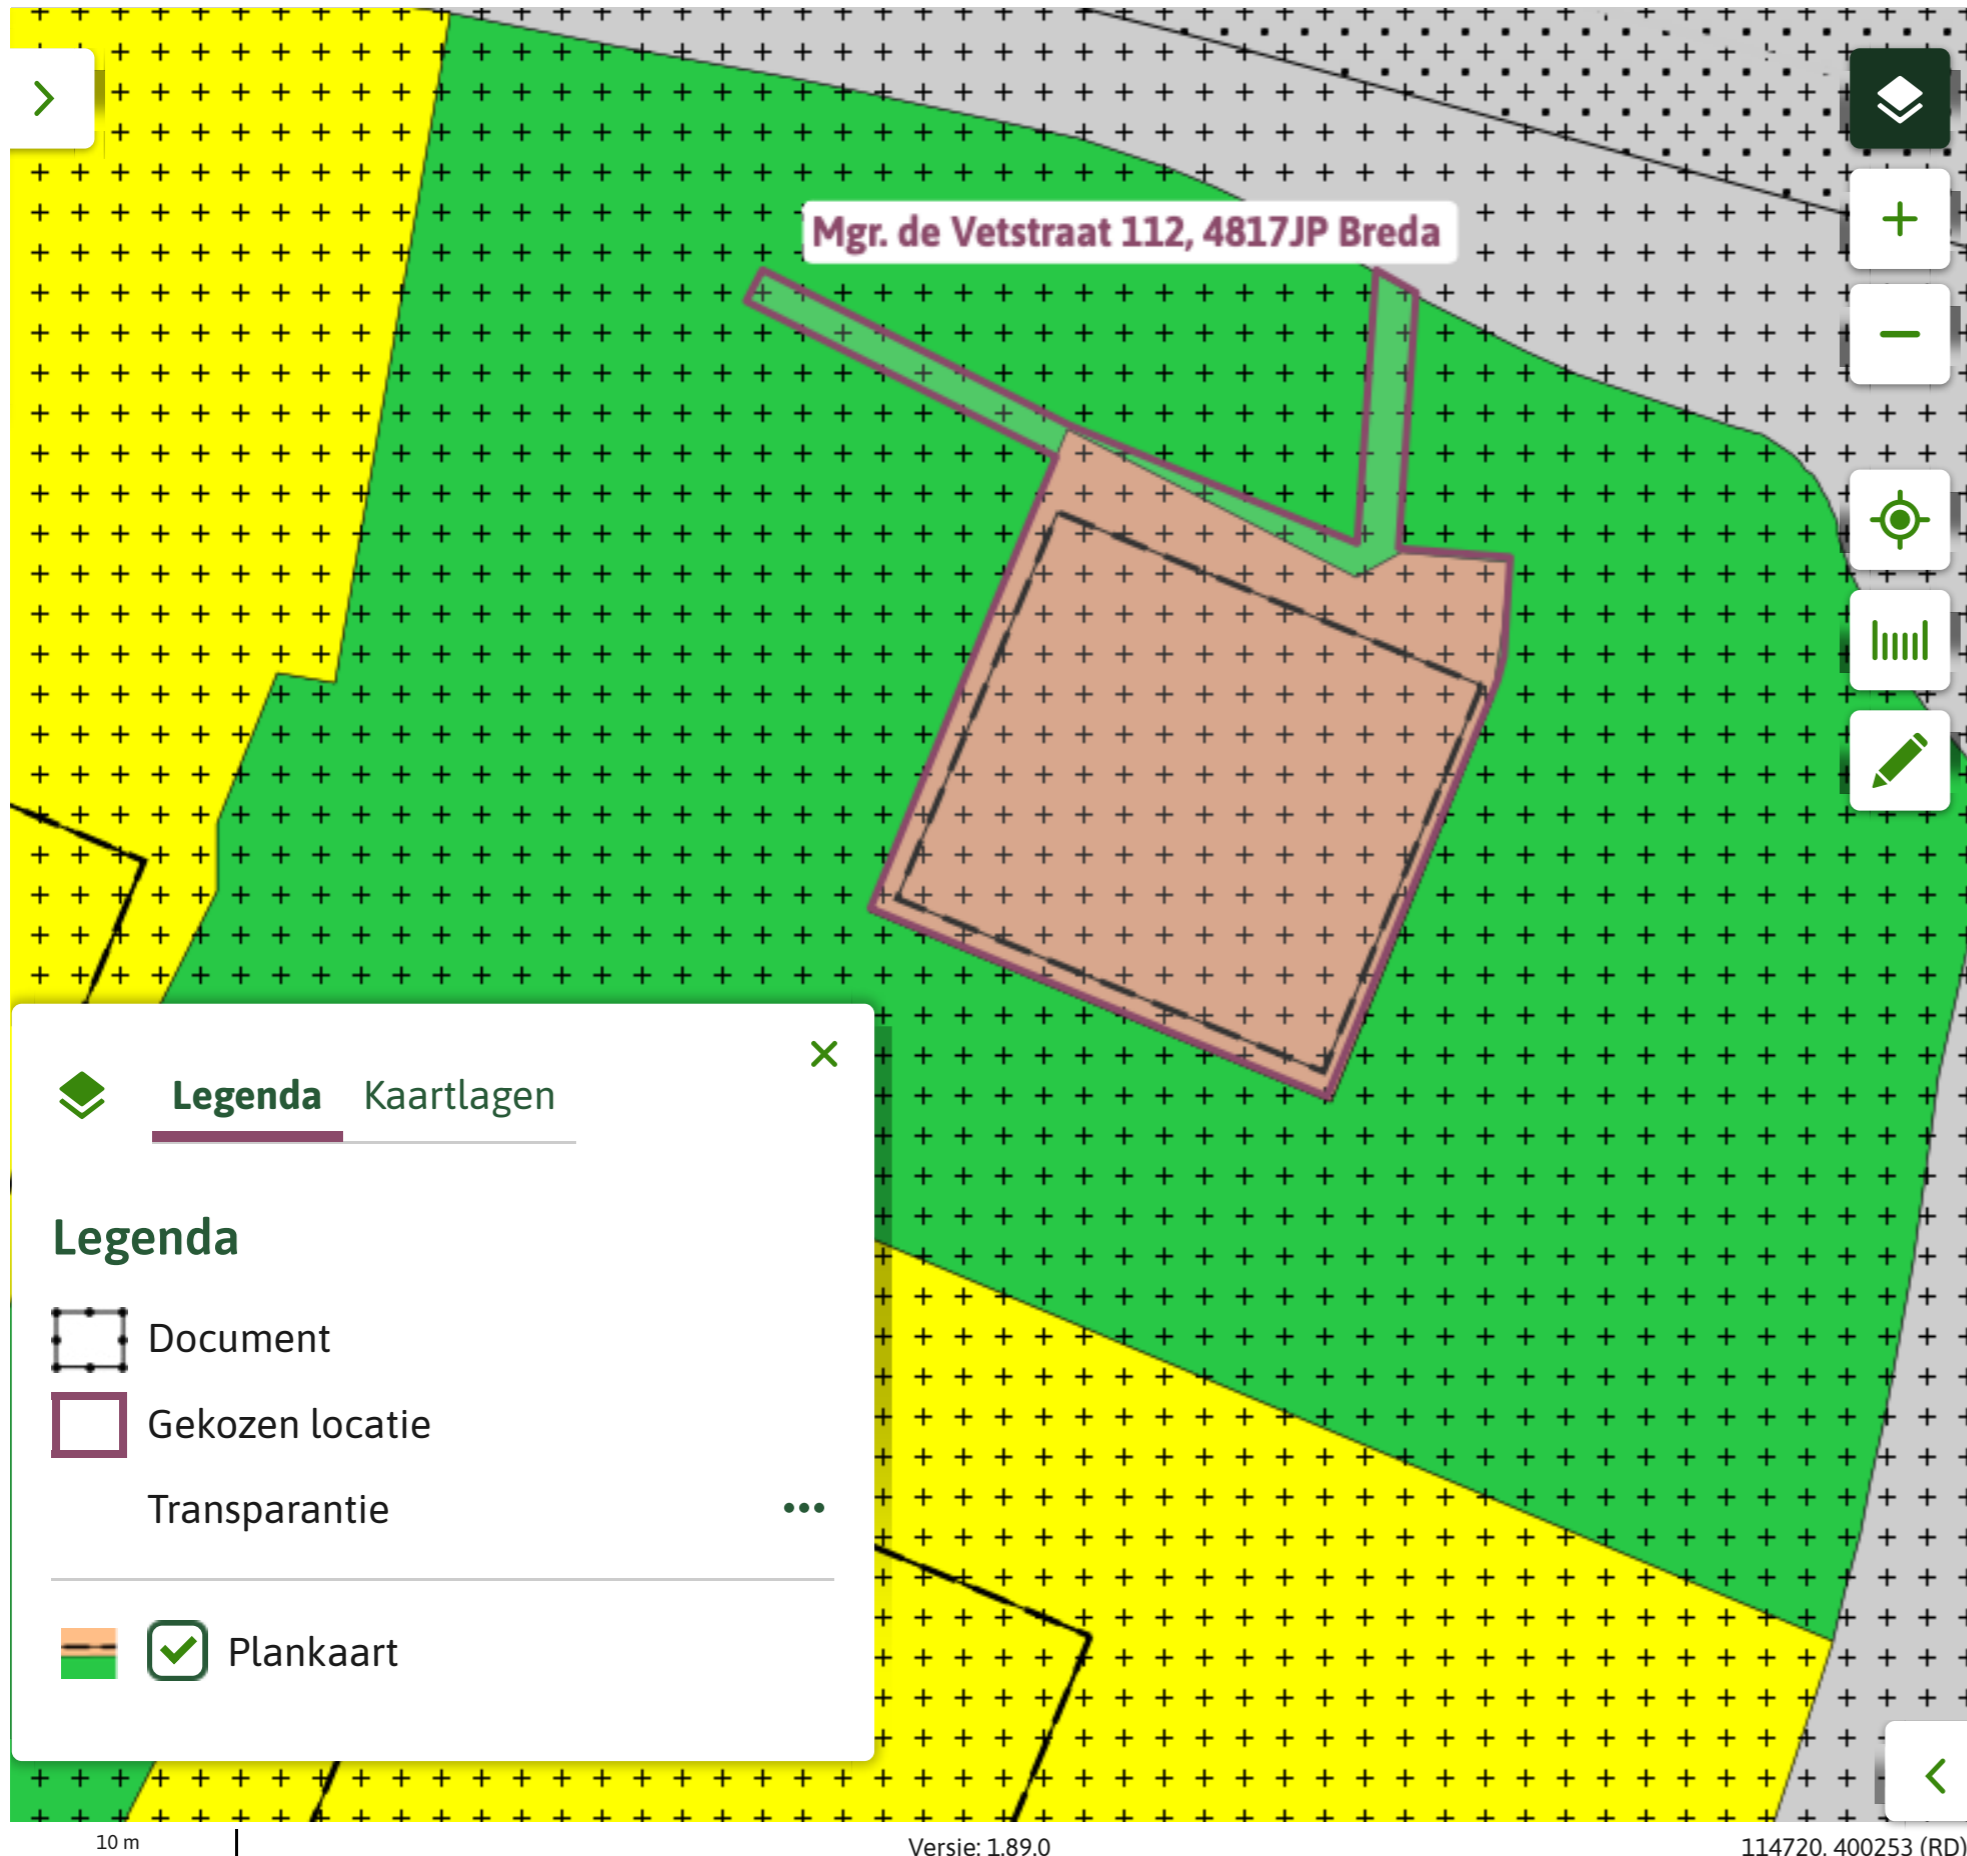 Mgr. de Vetstraat 112, 4817JP Breda
Legenda Kaartlagen
Legenda
Document
Gekozen locatie
Transparantie
Plankaart
10 m
Versie: 1.89.0
114720, 400253 (RD)